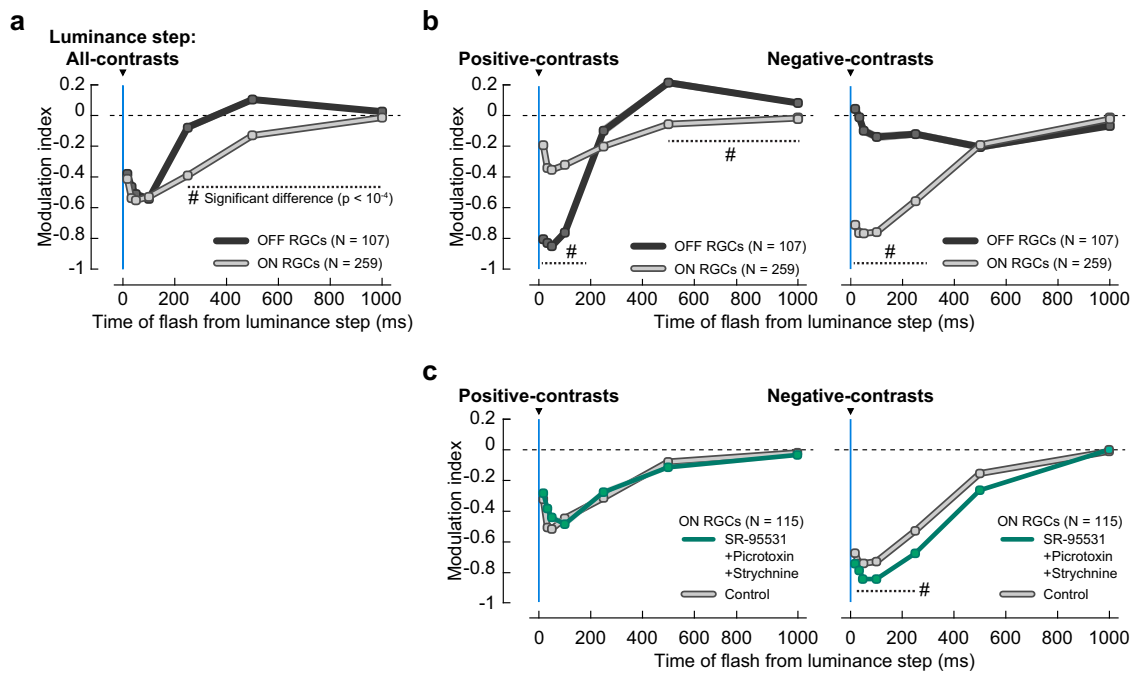 a
Luminance step:
All-contrasts
0.2
0
-0.2
-0.4
-0.6
-0.8
-1
Modulation index
# Significant difference (p < 10-4)
OFF RGCs (N = 107)
ON RGCs (N = 259)
0 200 400 600 800 1000
Time of flash from luminance step (ms)
b
Positive-contrasts
Negative-contrasts
0.2
0
-0.2
-0.4
-0.6
-0.8
-1
Modulation index
#
#
OFF RGCs (N = 107)
ON RGCs (N = 259)
#
OFF RGCs (N = 107)
ON RGCs (N = 259)
0 200 400 600 800 1000
0 200 400 600 800 1000
Time of flash from luminance step (ms)
c
Positive-contrasts
Negative-contrasts
0.2
0
-0.2
-0.4
-0.6
-0.8
-1
Modulation index
ON RGCs (N = 115)
SR-95531
+Picrotoxin
+Strychnine
Control
#
ON RGCs (N = 115)
SR-95531
+Picrotoxin
+Strychnine
Control
0 200 400 600 800 1000
0 200 400 600 800 1000
Time of flash from luminance step (ms)